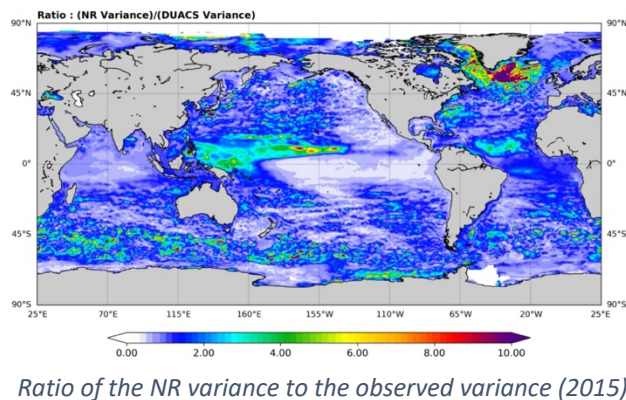 Ratio : (NR Variance)/(DUACS Variance)
90°N 90°N
45°N 45°N
0° 0°
45°S 45°S
90°S 90°S
25°E 70°E 115°E 160°E 155°W 110°W 65°W 20°W 25°E
0.00 2.00 4.00 6.00 8.00 10.00
Ratio of the NR variance to the observed variance (2015)